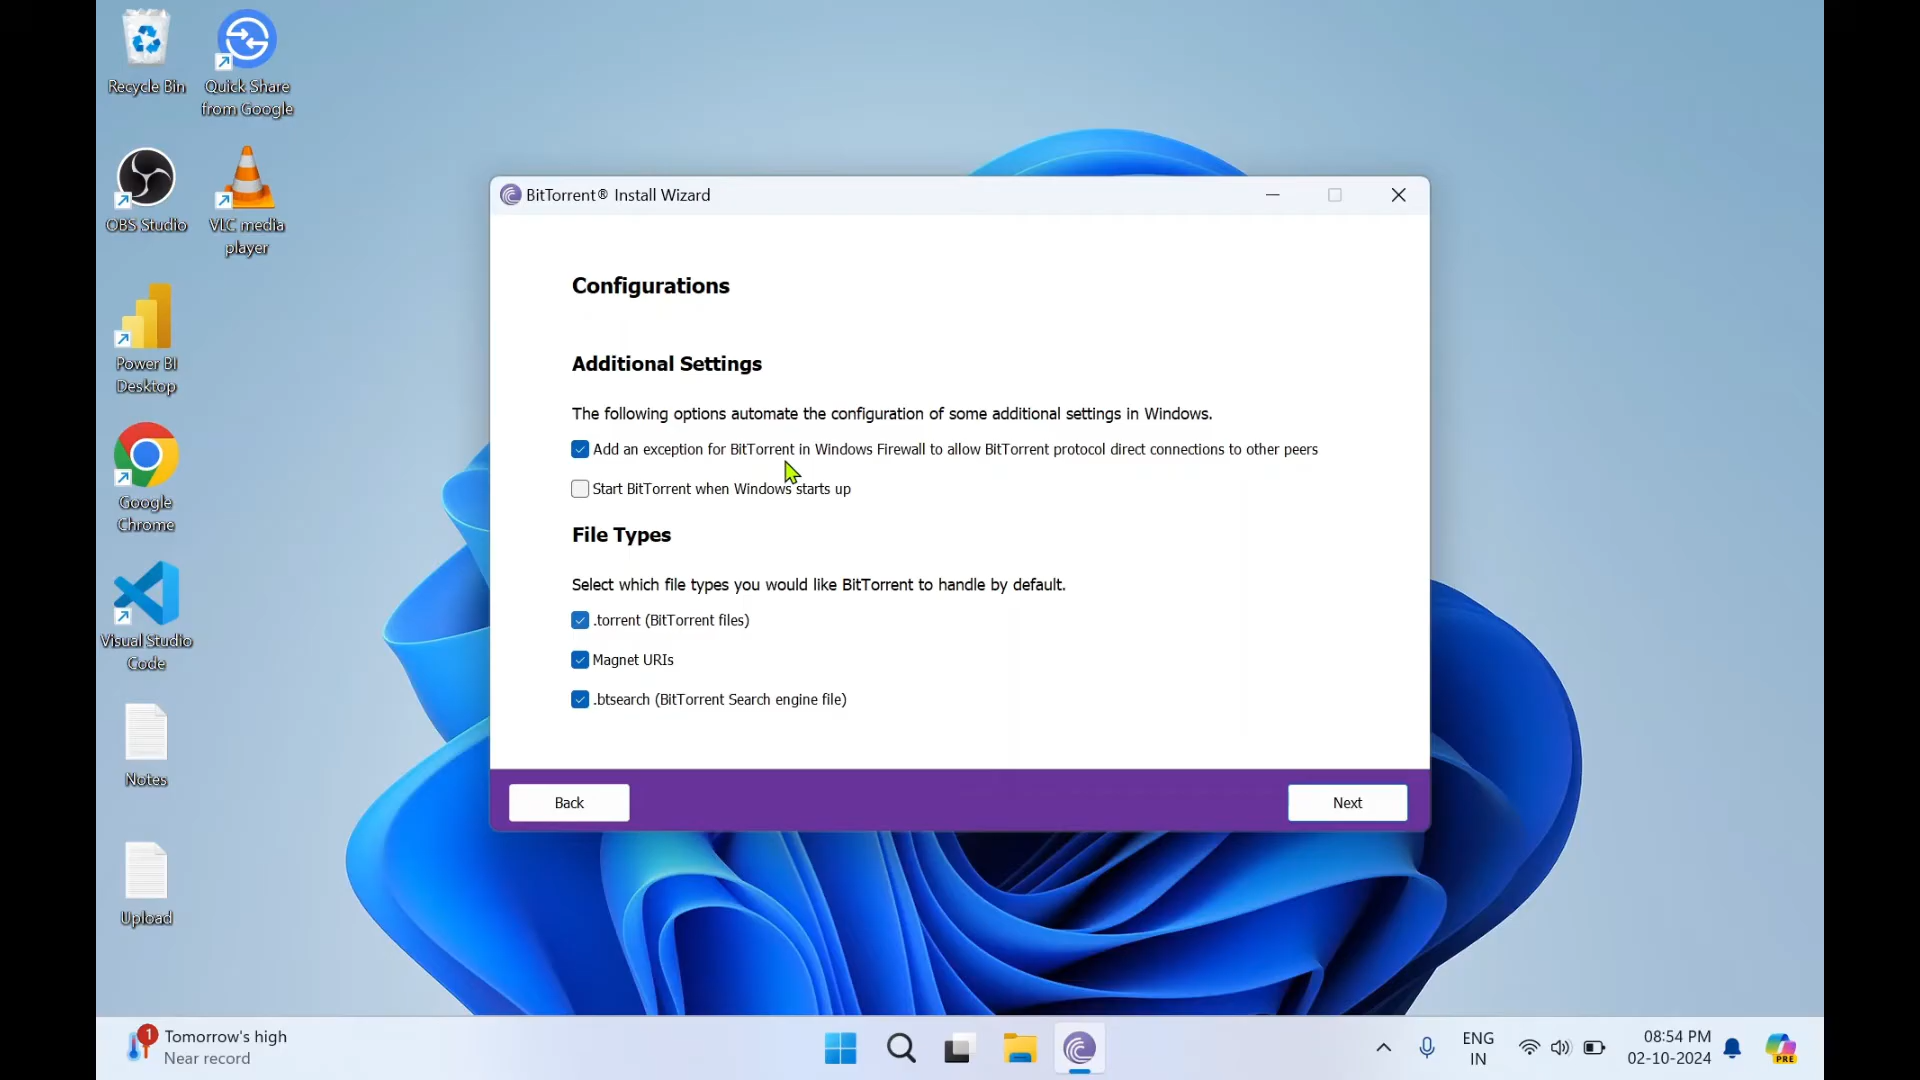 Recycle Bin
Quick Share
from Google
OBS Studio
VLC media
player
Power BI
Desktop
Google
Chrome
Visual Studio
Code
Notes
Upload
BitTorrent® Install Wizard
Configurations
Additional Settings
The following options automate the configuration of some additional settings in Windows.
Add an exception for BitTorrent in Windows Firewall to allow BitTorrent protocol direct connections to other peers
Start BitTorrent when Windows starts up
File Types
Select which file types you would like BitTorrent to handle by default.
.torrent (BitTorrent files)
Magnet URIs
.btsearch (BitTorrent Search engine file)
Back
Next
1
Tomorrow's high
Near record
ENG
IN
08:54 PM
02-10-2024
PRE